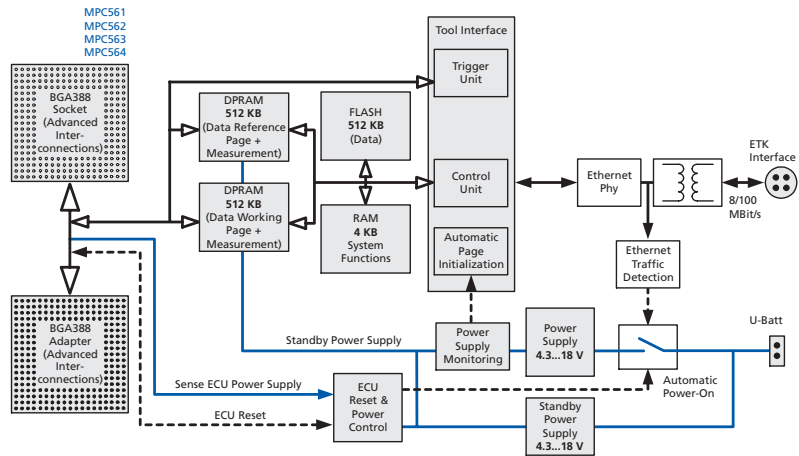 MPC561
MPC562
MPC563
MPC564
BGA388
Socket
(Advanced
Inter-
connections)
DPRAM
512 KB
(Data Reference
Page +
Measurement)
DPRAM
512 KB
(Data Working
Page +
Measurement)
FLASH
512 KB
(Data)
RAM
4 KB
System
Functions
Tool Interface
Trigger
Unit
Control
Unit
Automatic
Page
Initialization
Ethernet
Phy
ETK
Interface
8/100
MBit/s
Ethernet
Traffic
Detection
BGA388
Adapter
(Advanced
Inter-
connections)
Standby Power Supply
Power
Supply
Monitoring
Power
Supply
4.3...18 V
U-Batt
Sense ECU Power Supply
ECU
Reset &
Power
Control
Automatic
Power-On
ECU Reset
Standby
Power
Supply
4.3...18 V